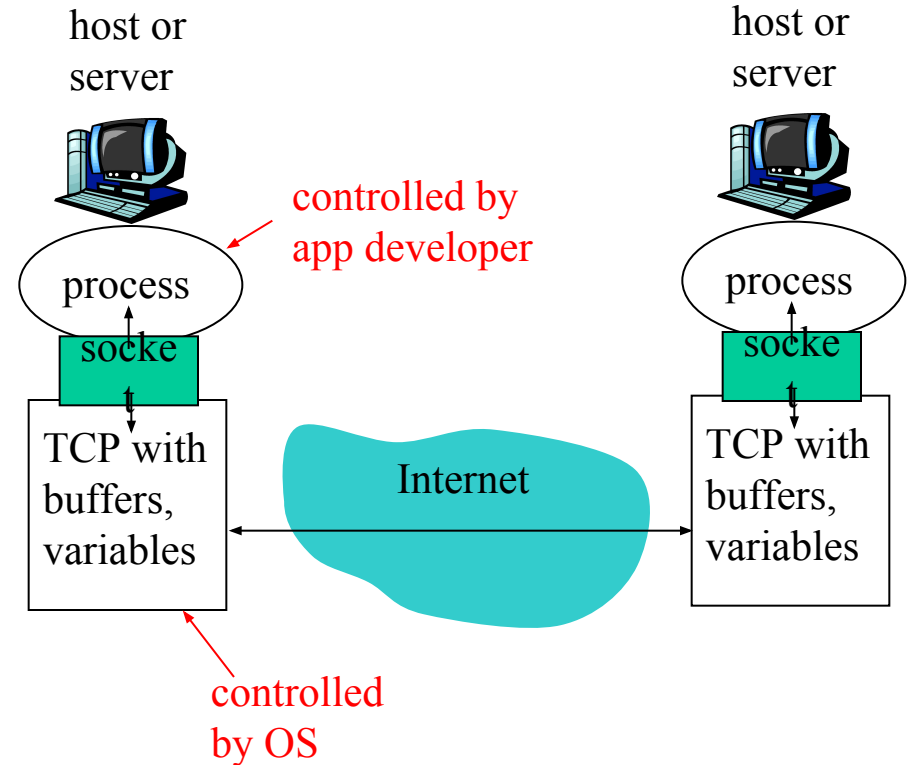 host or
server
host or
server
controlled by
app developer
process
process
socke
t
socke
t
TCP with
buffers,
variables
Internet
TCP with
buffers,
variables
controlled
by OS